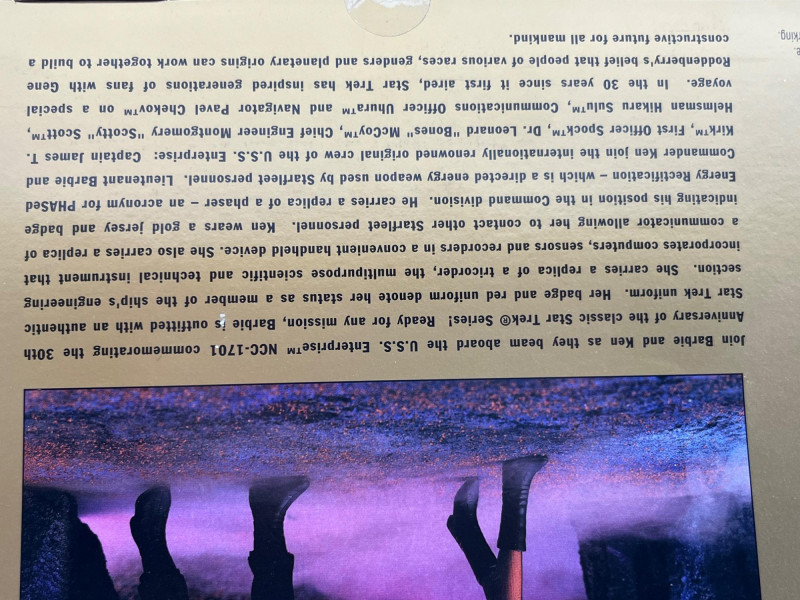 Join Barbie and Ken as they beam aboard the U.S.S. Enterprise™ NCC-1701 commemorating the 30th
Anniversary of the classic Star Trek® Series! Ready for any mission, Barbie is outfitted with an authentic
Star Trek uniform. Her badge and red uniform denote her status as a member of the ship's engineering
section. She carries a replica of a tricorder, the multipurpose scientific and technical instrument that
incorporates computers, sensors and recorders in a convenient handheld device. She also carries a replica of
a communicator allowing her to contact other Starfleet personnel. Ken wears a gold jersey and badge
indicating his position in the Command division. He carries a replica of a phaser – an acronym for PHASed
Energy Rectification – which is a directed energy weapon used by Starfleet personnel. Lieutenant Barbie and
Commander Ken join the internationally renowned original crew of the U.S.S. Enterprise: Captain James T.
Kirk™, First Officer Spock™, Dr. Leonard "Bones" McCoy™, Chief Engineer Montgomery "Scotty" Scott™,
Helmsman Hikaru Sulu™, Communications Officer Uhura™ and Navigator Pavel Chekov™ on a special
voyage. In the 30 years since it first aired, Star Trek has inspired generations of fans with Gene
Roddenberry's belief that people of various races, genders and planetary origins can work together to build a
constructive future for all mankind.